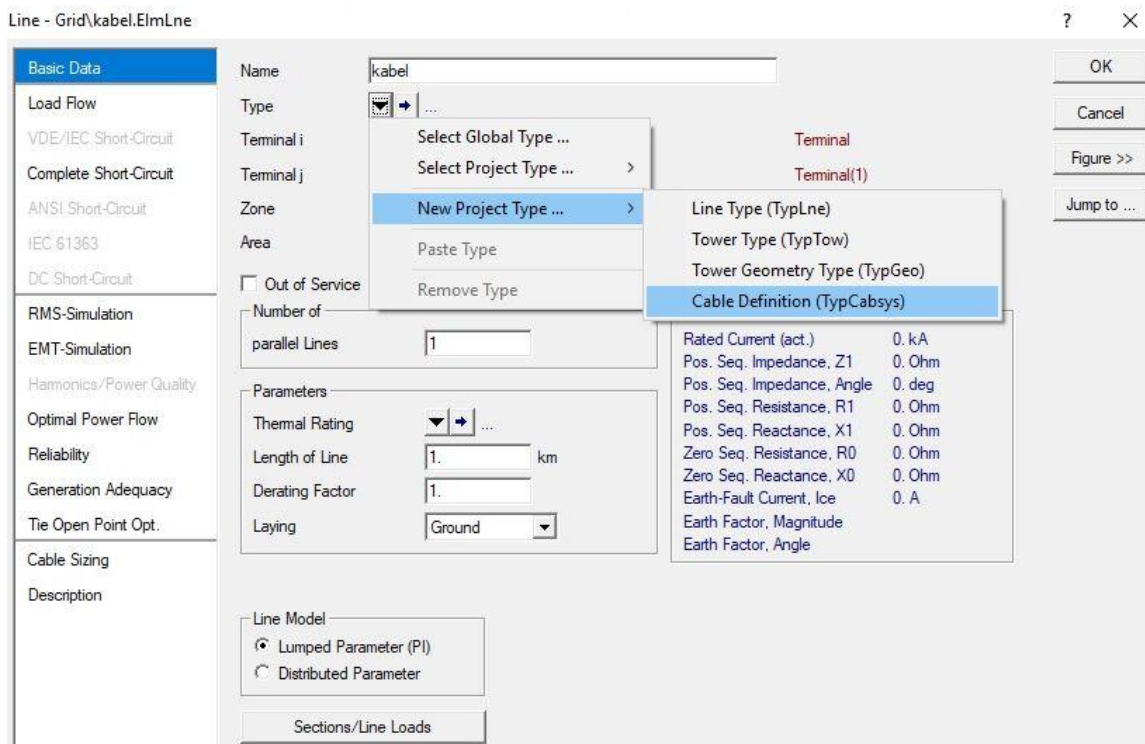 Line - Grid\kabel.ElmLne
?
Basic Data
Load Flow
VDE/IEC Short-Circuit
Complete Short-Circuit
ANSI Short-Circuit
IEC 61363
DC Short-Circuit
RMS-Simulation
EMT-Simulation
Harmonics/Power Quality
Optimal Power Flow
Reliability
Generation Adequacy
Tie Open Point Opt.
Cable Sizing
Description
Name kabel
Type ...
Terminal i Terminal
Terminal j Terminal(1)
Zone
Area
Out of Service
Select Global Type ...
Select Project Type ...
New Project Type ...
Paste Type
Remove Type
Line Type (TypLne)
Tower Type (TypTow)
Tower Geometry Type (TypGeo)
Cable Definition (TypCabsys)
Number of
parallel Lines 1
Parameters
Thermal Rating ...
Length of Line 1. km
Derating Factor 1.
Laying Ground
Rated Current (act.) 0. kA
Pos. Seq. Impedance, Z1 0. Ohm
Pos. Seq. Impedance, Angle 0. deg
Pos. Seq. Resistance, R1 0. Ohm
Pos. Seq. Reactance, X1 0. Ohm
Zero Seq. Resistance, R0 0. Ohm
Zero Seq. Reactance, X0 0. Ohm
Earth-Fault Current, Ice 0. A
Earth Factor, Magnitude
Earth Factor, Angle
Line Model
Lumped Parameter (PI)
Distributed Parameter
Sections/Line Loads
OK
Cancel
Figure >>
Jump to ...